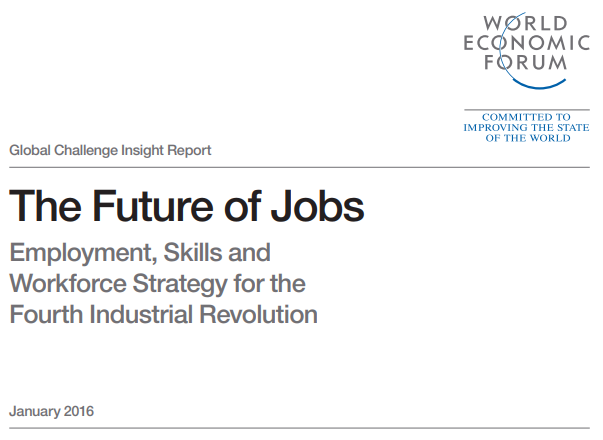 WORLD
ECONOMIC
FORUM
COMMITTED TO
IMPROVING THE STATE
OF THE WORLD
Global Challenge Insight Report
The Future of Jobs
Employment, Skills and
Workforce Strategy for the
Fourth Industrial Revolution
January 2016